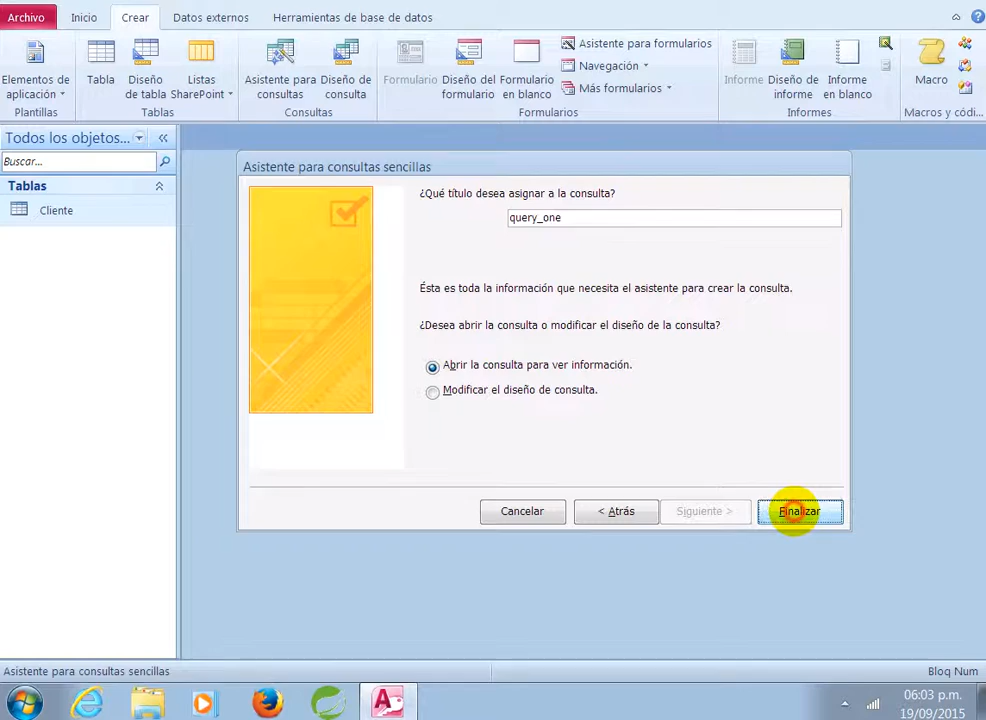 Archivo Inicio Crear Datos externos Herramientas de base de datos
Elementos de aplicación
Plantillas
Tabla
Diseño de tabla
Listas SharePoint
Tablas
Asistente para consultas
Diseño de consulta
Consultas
Formulario
Diseño del formulario
Formulario en blanco
Asistente para formularios
Navegación
Más formularios
Formularios
Informe
Diseño de informe
Informe en blanco
Informes
Macro
Macros y códi...
Todos los objetos...
Buscar...
Tablas
Cliente
Asistente para consultas sencillas
¿Qué título desea asignar a la consulta?
query_one
Ésta es toda la información que necesita el asistente para crear la consulta.
¿Desea abrir la consulta o modificar el diseño de la consulta?
Abrir la consulta para ver información.
Modificar el diseño de consulta.
Cancelar < Atrás Siguiente > Finalizar
Asistente para consultas sencillas
Bloq Num
06:03 p.m.
19/09/2015